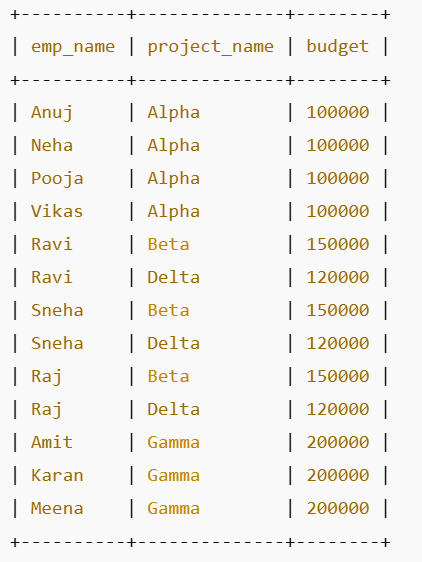 +----------+--------------+--------+
| emp_name | project_name | budget |
+----------+--------------+--------+
| Anuj     | Alpha        | 100000 |
| Neha     | Alpha        | 100000 |
| Pooja    | Alpha        | 100000 |
| Vikas    | Alpha        | 100000 |
| Ravi     | Beta         | 150000 |
| Ravi     | Delta        | 120000 |
| Sneha    | Beta         | 150000 |
| Sneha    | Delta        | 120000 |
| Raj      | Beta         | 150000 |
| Raj      | Delta        | 120000 |
| Amit     | Gamma        | 200000 |
| Karan    | Gamma        | 200000 |
| Meena    | Gamma        | 200000 |
+----------+--------------+--------+